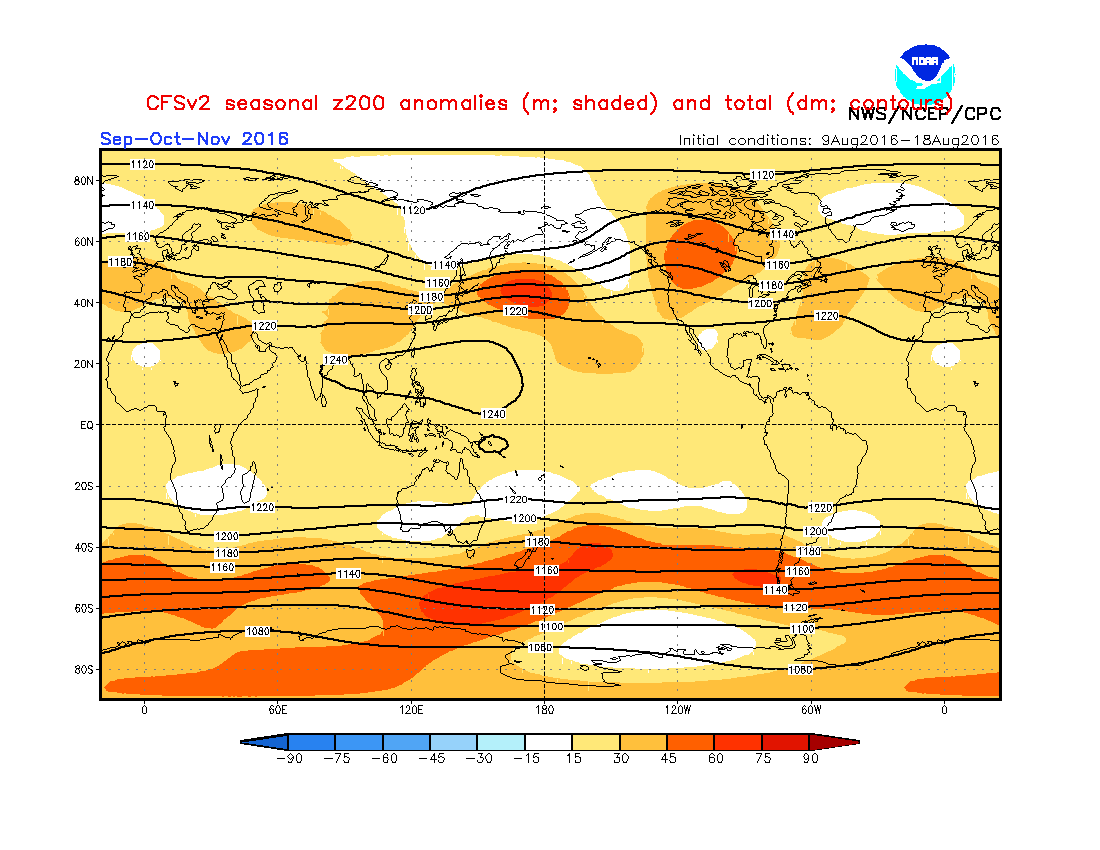 NOAA
CFSv2 seasonal z200 anomalies (m; shaded) and total (dm; contours)
NWS/NCEP/CPC
Sep-Oct-Nov 2016
Initial conditions: 9Aug2016-18Aug2016
1120
1120
80N
1140
1120
1140
60N
1160
1180
1140
1160
1160
1180
1180
1180
1200
40N
1200
1220
1220
1220
20N
1240
1240
EQ
20S
1220
1220
1220
1200
1200
1200
40S
1180
1180
1180
1160
1160
1160
1140
1140
60S
1120
1120
1100
1100
1080
1080
80S
1080
0
60E
120E
180
120W
60W
0
-90 -75 -60 -45 -30 -15 15 30 45 60 75 90